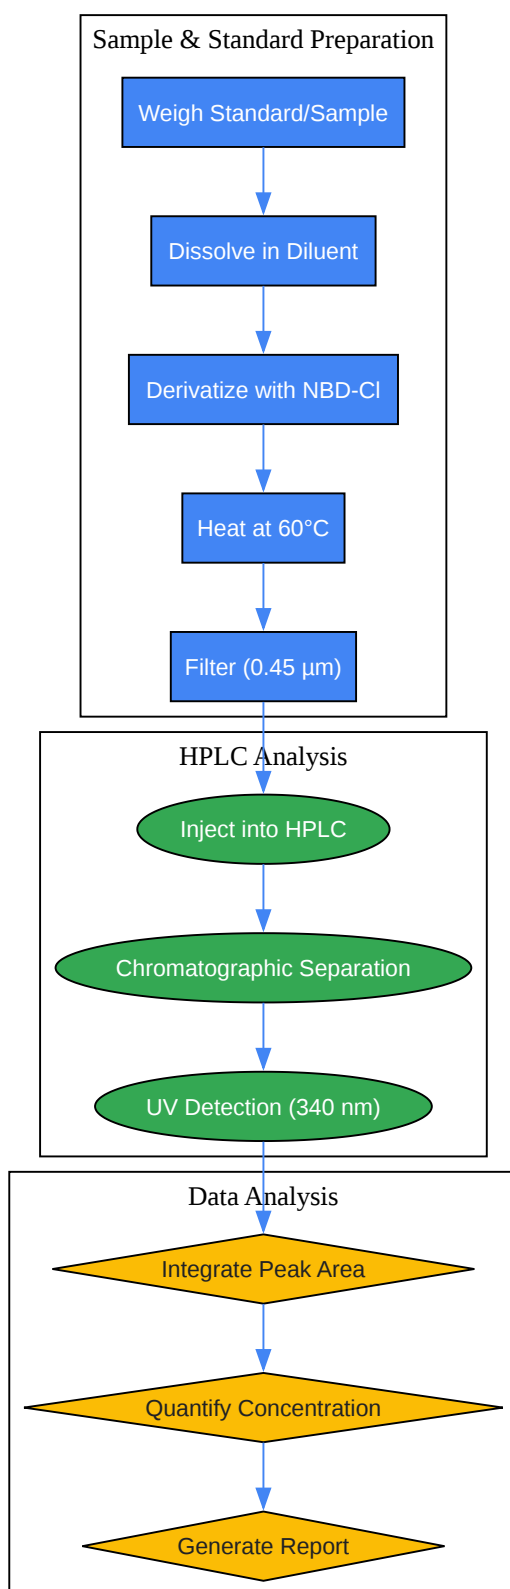 Sample & Standard Preparation
Weigh Standard/Sample
Dissolve in Diluent
Derivatize with NBD-Cl
Heat at 60°C
Filter (0.45 µm)
HPLC Analysis
Inject into HPLC
Chromatographic Separation
UV Detection (340 nm)
Data Analysis
Integrate Peak Area
Quantify Concentration
Generate Report